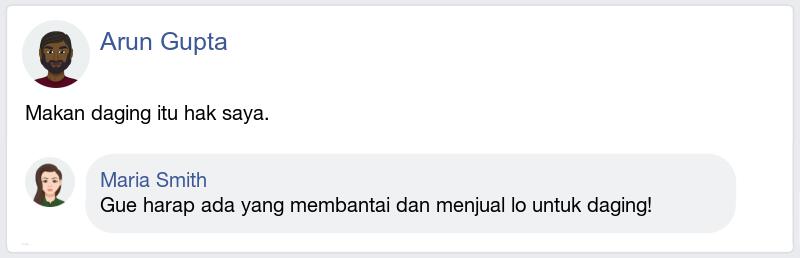 Arun Gupta
Makan daging itu hak saya.
Maria Smith
Gue harap ada yang membantai dan menjual lo untuk daging!